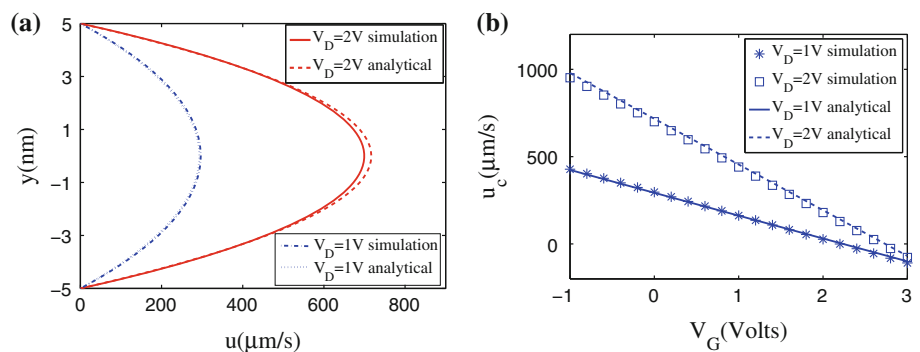 (a)
5
3
1
-1
-3
-5
y(nm)
0
200
400
600
800
u(μm/s)
V_D=2V simulation
V_D=2V analytical
V_D=1V simulation
V_D=1V analytical
(b)
1000
500
0
u_c(μm/s)
-1
0
1
2
3
V_G(Volts)
V_D=1V simulation
V_D=2V simulation
V_D=1V analytical
V_D=2V analytical